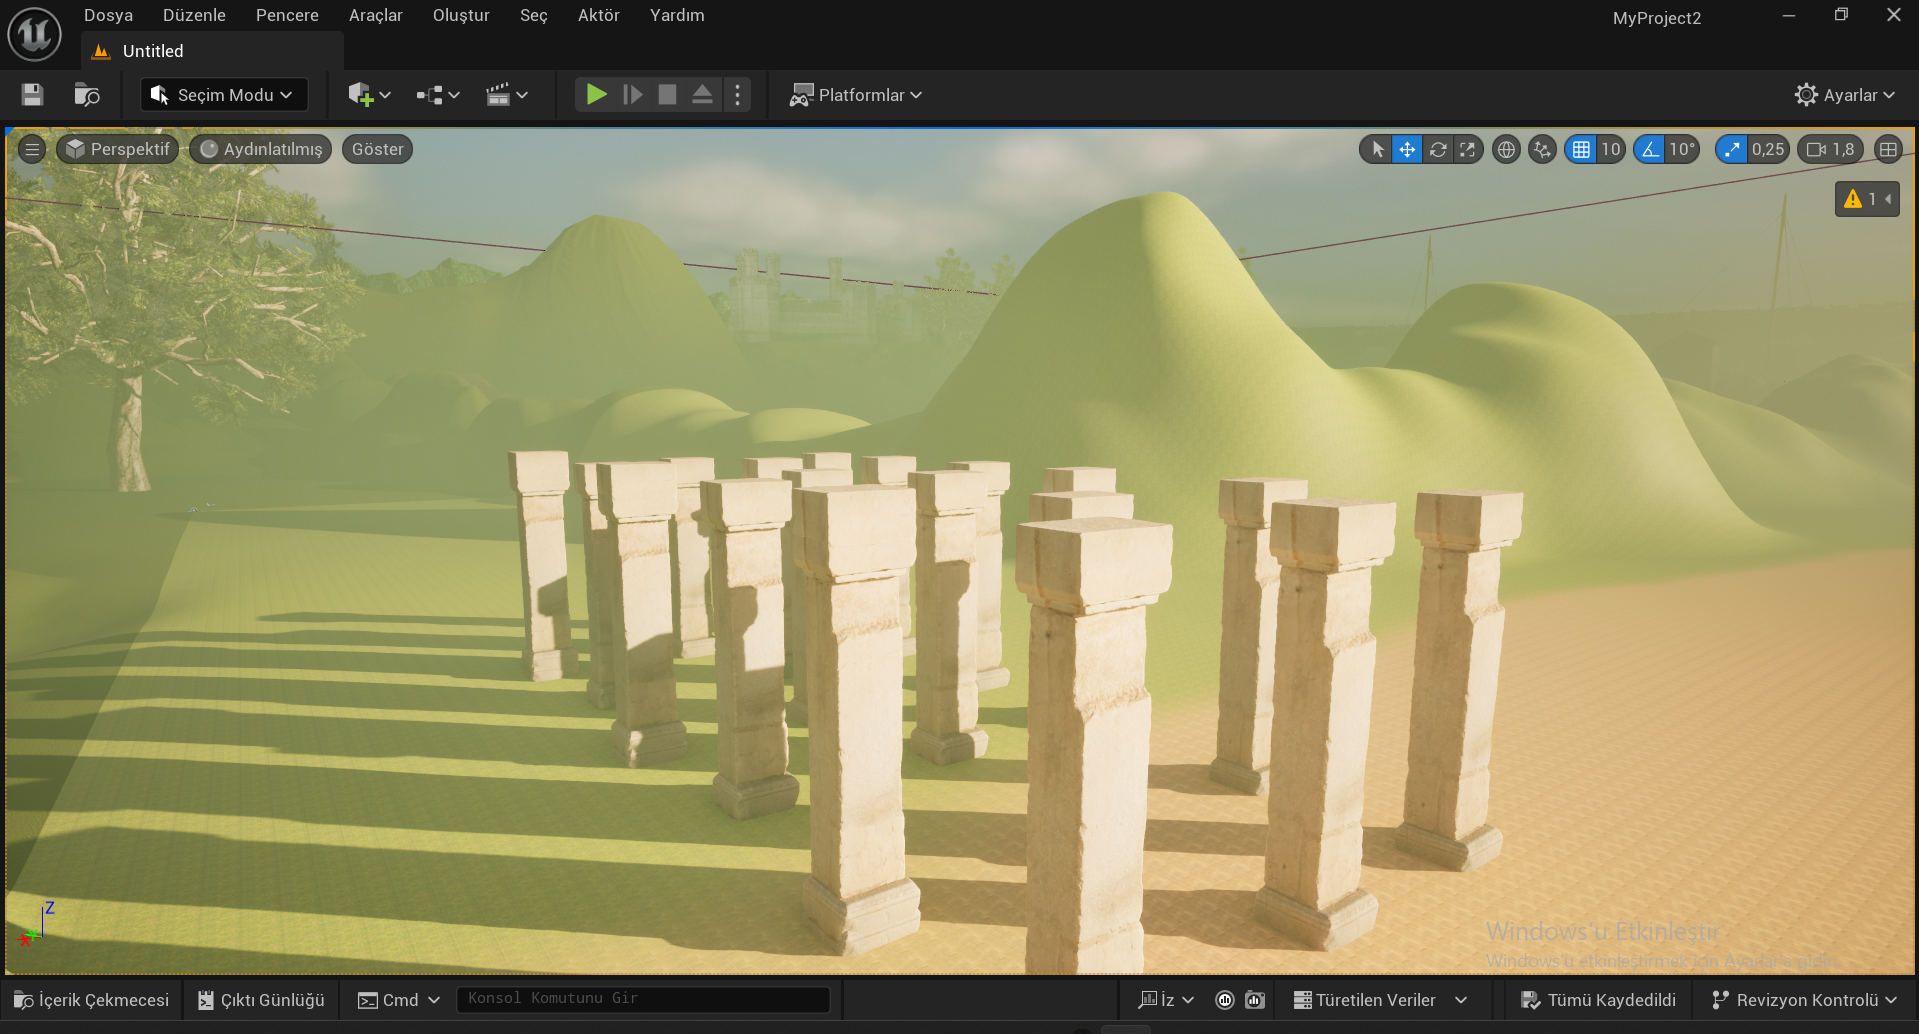 Dosya Düzenle Pencere Araçlar Oluştur Seç Aktör Yardım MyProject2
Untitled
Seçim Modu Platformlar Ayarlar
Perspektif Aydınlatılmış Göster 10 10° 0,25 1,8
1
Z
Windows'u Etkinleştir
Windows'u etkinleştirmek için Ayarlar'a gidin.
İçerik Çekmecesi Çıktı Günlüğü Cmd Konsol Komutunu Gir İz Türetilen Veriler Tümü Kaydedildi Revizyon Kontrolü